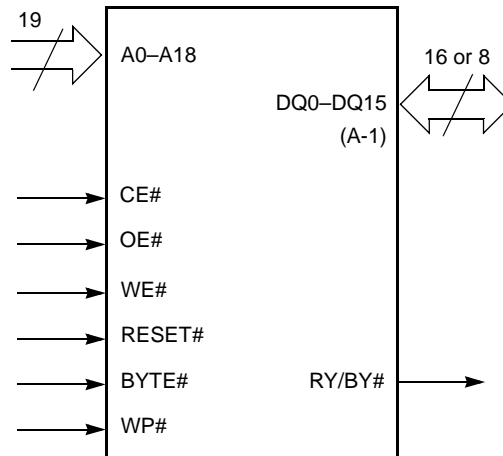 19
A0–A18
16 or 8
DQ0–DQ15
(A-1)
CE#
OE#
WE#
RESET#
BYTE#
RY/BY#
WP#